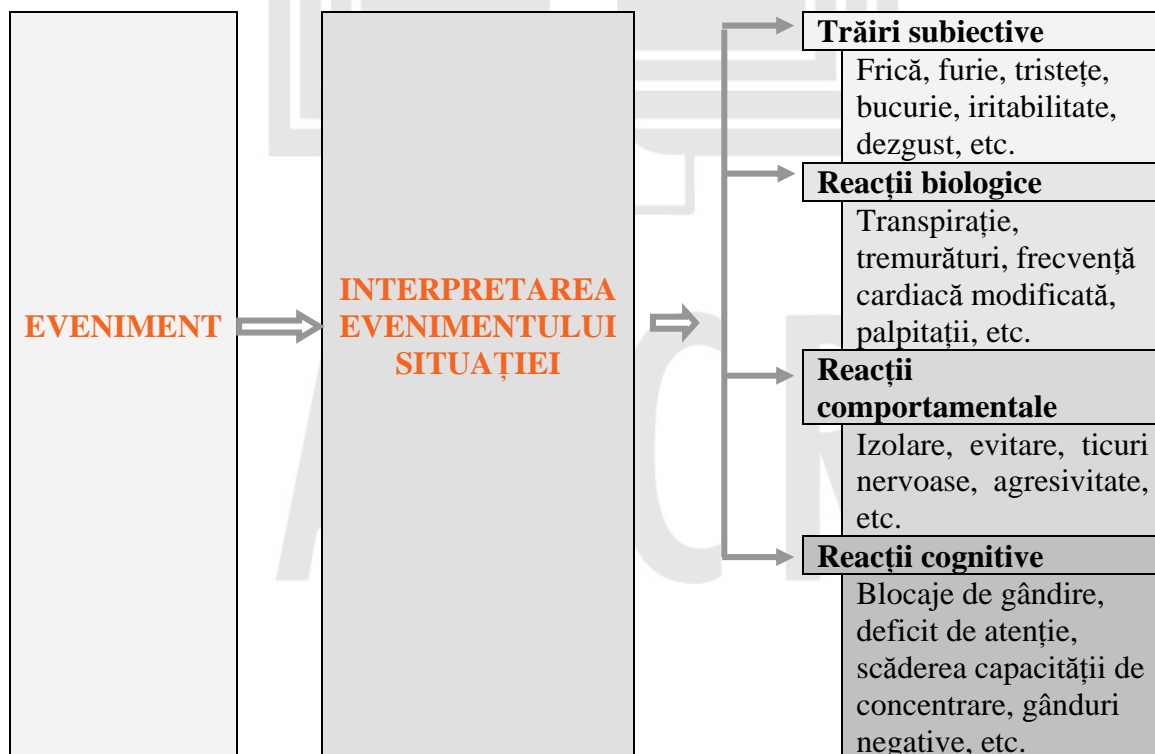 EVENIMENT
INTERPRETAREA
EVENIMENTULUI
SITUAȚIEI
Trăiri subiective
Frică, furie, tristețe,
bucurie, iritabilitate,
dezgust, etc.
Reacții biologice
Transpirație,
tremurături, frecvență
cardiacă modificată,
palpitații, etc.
Reacții
comportamentale
Izolare, evitare, ticuri
nervoase, agresivitate,
etc.
Reacții cognitive
Blocaje de gândire,
deficit de atenție,
scăderea capacității de
concentrare, gânduri
negative, etc.